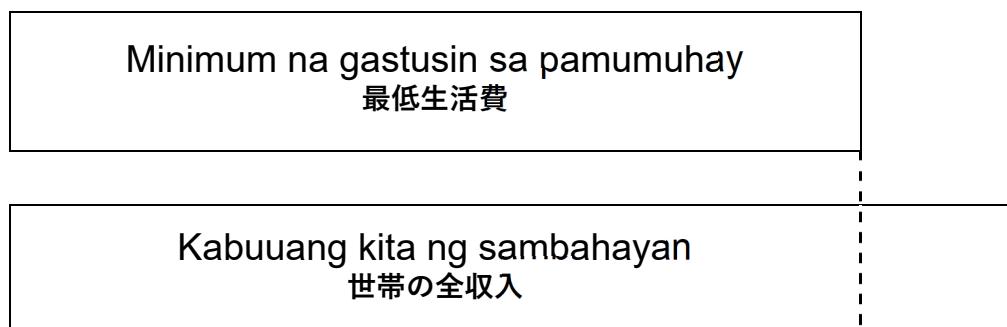 Minimum na gastusin sa pamumuhay
最低生活費
Kabuuang kita ng sambahayan
世帯の全収入